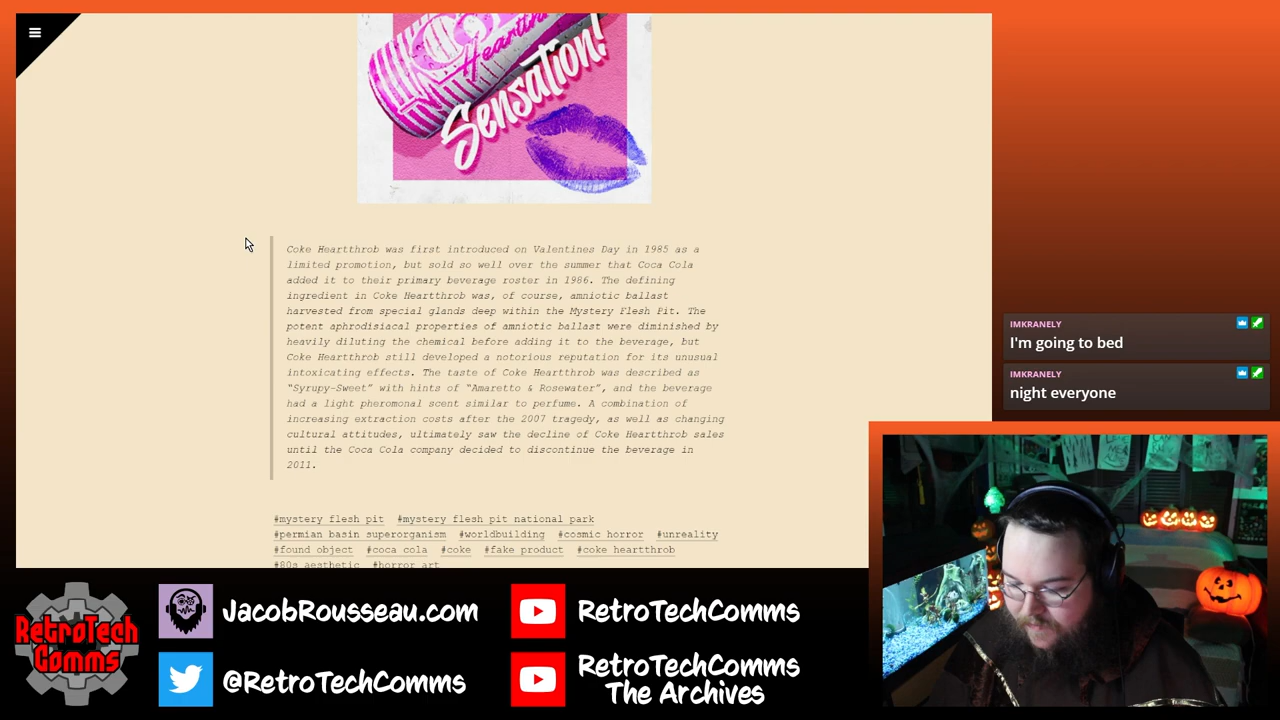 Sensation!
Coke Heartthrob was first introduced on Valentines Day in 1985 as a
limited promotion, but sold so well over the summer that Coca Cola
added it to their primary beverage roster in 1986. The defining
ingredient in Coke Heartthrob was, of course, amniotic ballast
harvested from special glands deep within the Mystery Flesh Pit. The
potent aphrodisiacal properties of amniotic ballast were diminished by
heavily diluting the chemical before adding it to the beverage, but
Coke Heartthrob still developed a notorious reputation for its unusual
intoxicating effects. The taste of Coke Heartthrob was described as
“Syrupy-Sweet” with hints of “Amaretto & Rosewater”, and the beverage
had a light pheromonal scent similar to perfume. A combination of
increasing extraction costs after the 2007 tragedy, as well as changing
cultural attitudes, ultimately saw the decline of Coke Heartthrob sales
until the Coca Cola company decided to discontinue the beverage in
2011.
#mystery flesh pit #mystery flesh pit national park
#permian basin superorganism #worldbuilding #cosmic horror #unreality
#found object #coca cola #coke #fake product #coke heartthrob
#80s aesthetic #horror art
IMKRANELY
I'm going to bed
IMKRANELY
night everyone
RetroTech
Comms
JacobRousseau.com
@RetroTechComms
RetroTechComms
RetroTechComms
The Archives